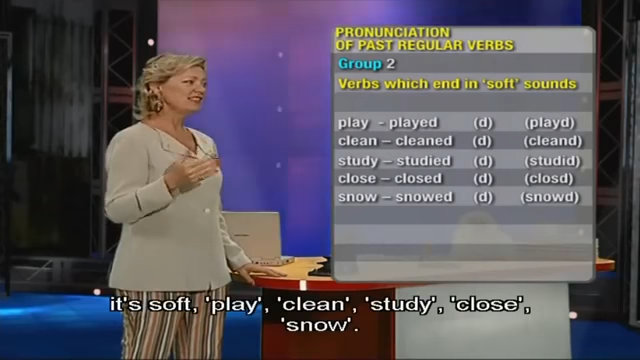 PRONUNCIATION
OF PAST REGULAR VERBS
Group 2
Verbs which end in 'soft' sounds
play - played (d) (playd)
clean – cleaned (d) (cleand)
study – studied (d) (studid)
close – closed (d) (closd)
snow – snowed (d) (snowd)
it's soft, 'play', 'clean', 'study', 'close',
'snow'.